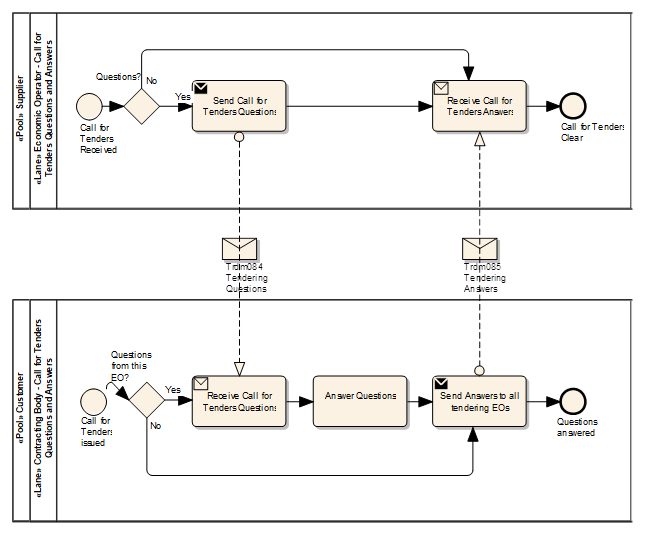 «Pool» Supplier
«Lane» Economic Operator - Call for
Tenders Questions and Answers
Questions?
No
Yes
Call for
Tenders
Received
Send Call for
Tenders Questions
Receive Call for
Tenders Answers
Call for Tenders
Clear
Trdm084
Tendering
Questions
Trdm085
Tendering
Answers
«Pool» Customer
«Lane» Contracting Body - Call for Tenders
Questions and Answers
Questions
from this
EO?
Yes
No
Call for
Tenders
issued
Receive Call for
Tenders Questions
Answer Questions
Send Answers to all
tendering EOs
Questions
answered